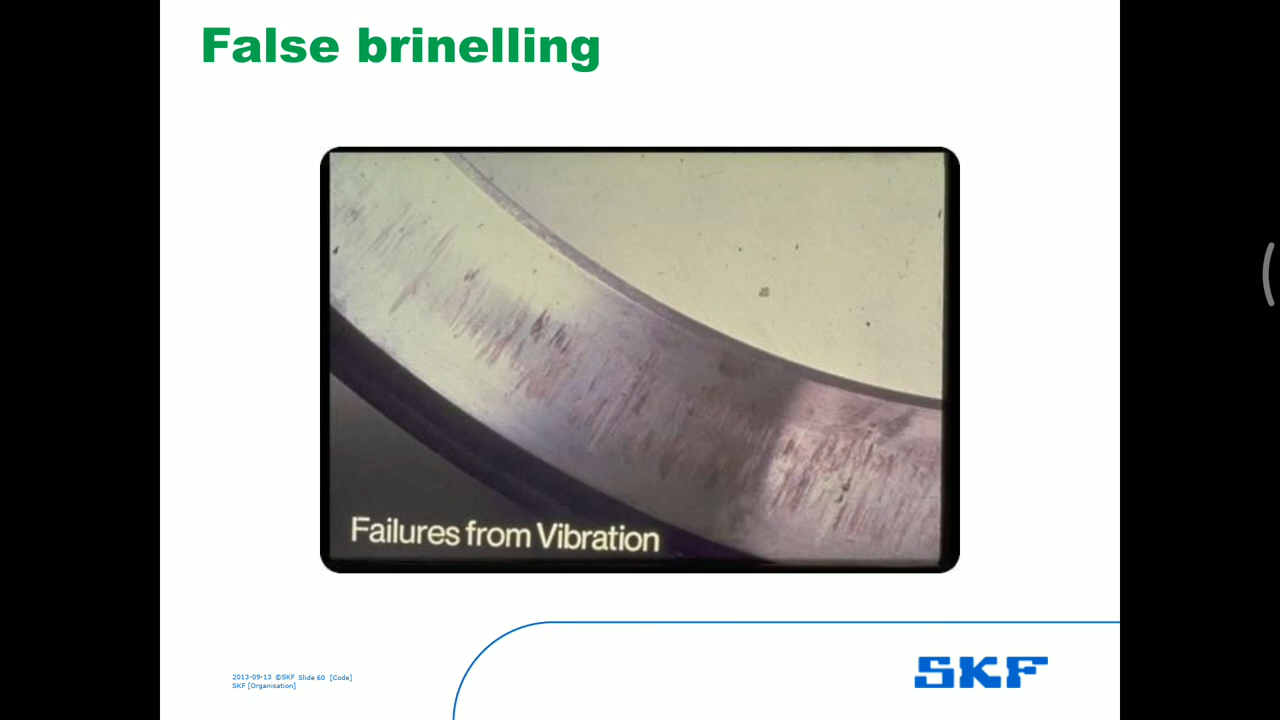 False brinelling
Failures from Vibration
2013-09-13 ©SKF Slide 60 [Code]
SKF [Organisation]
SKF